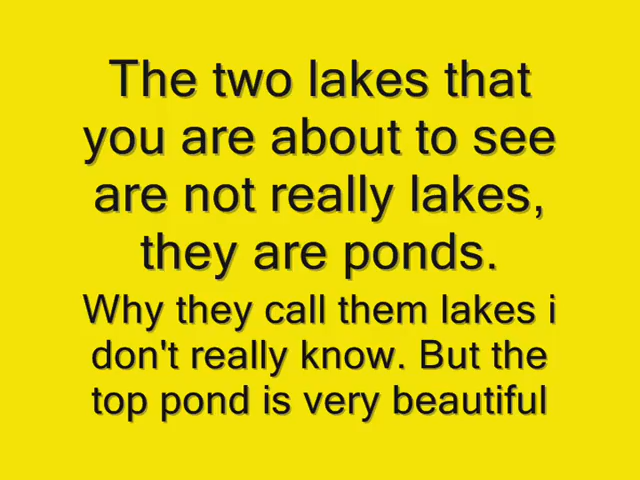 The two lakes that
you are about to see
are not really lakes,
they are ponds.
Why they call them lakes i
don't really know. But the
top pond is very beautiful